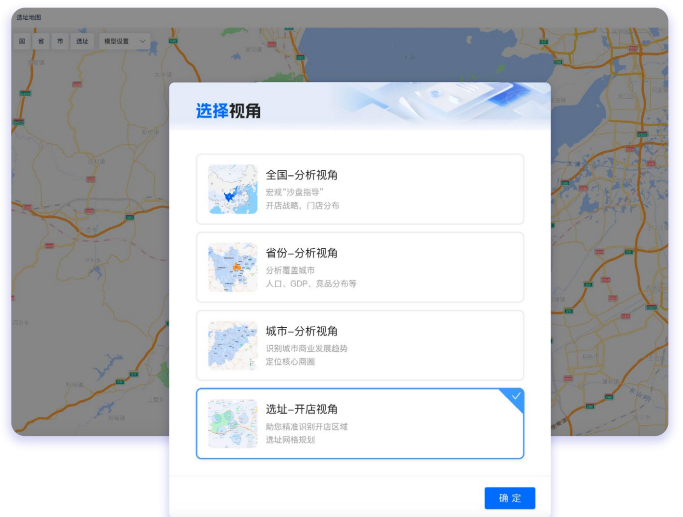 选址地图
国 省 市 选址 模型设置
选择视角
全国-分析视角
宏观"沙盘指导"
开店战略，门店分布
省份-分析视角
分析覆盖城市
人口、GDP、竞品分布等
城市-分析视角
识别城市商业发展趋势
定位核心商圈
选址-开店视角
助您精准识别开店区域
选址网格规划
确 定